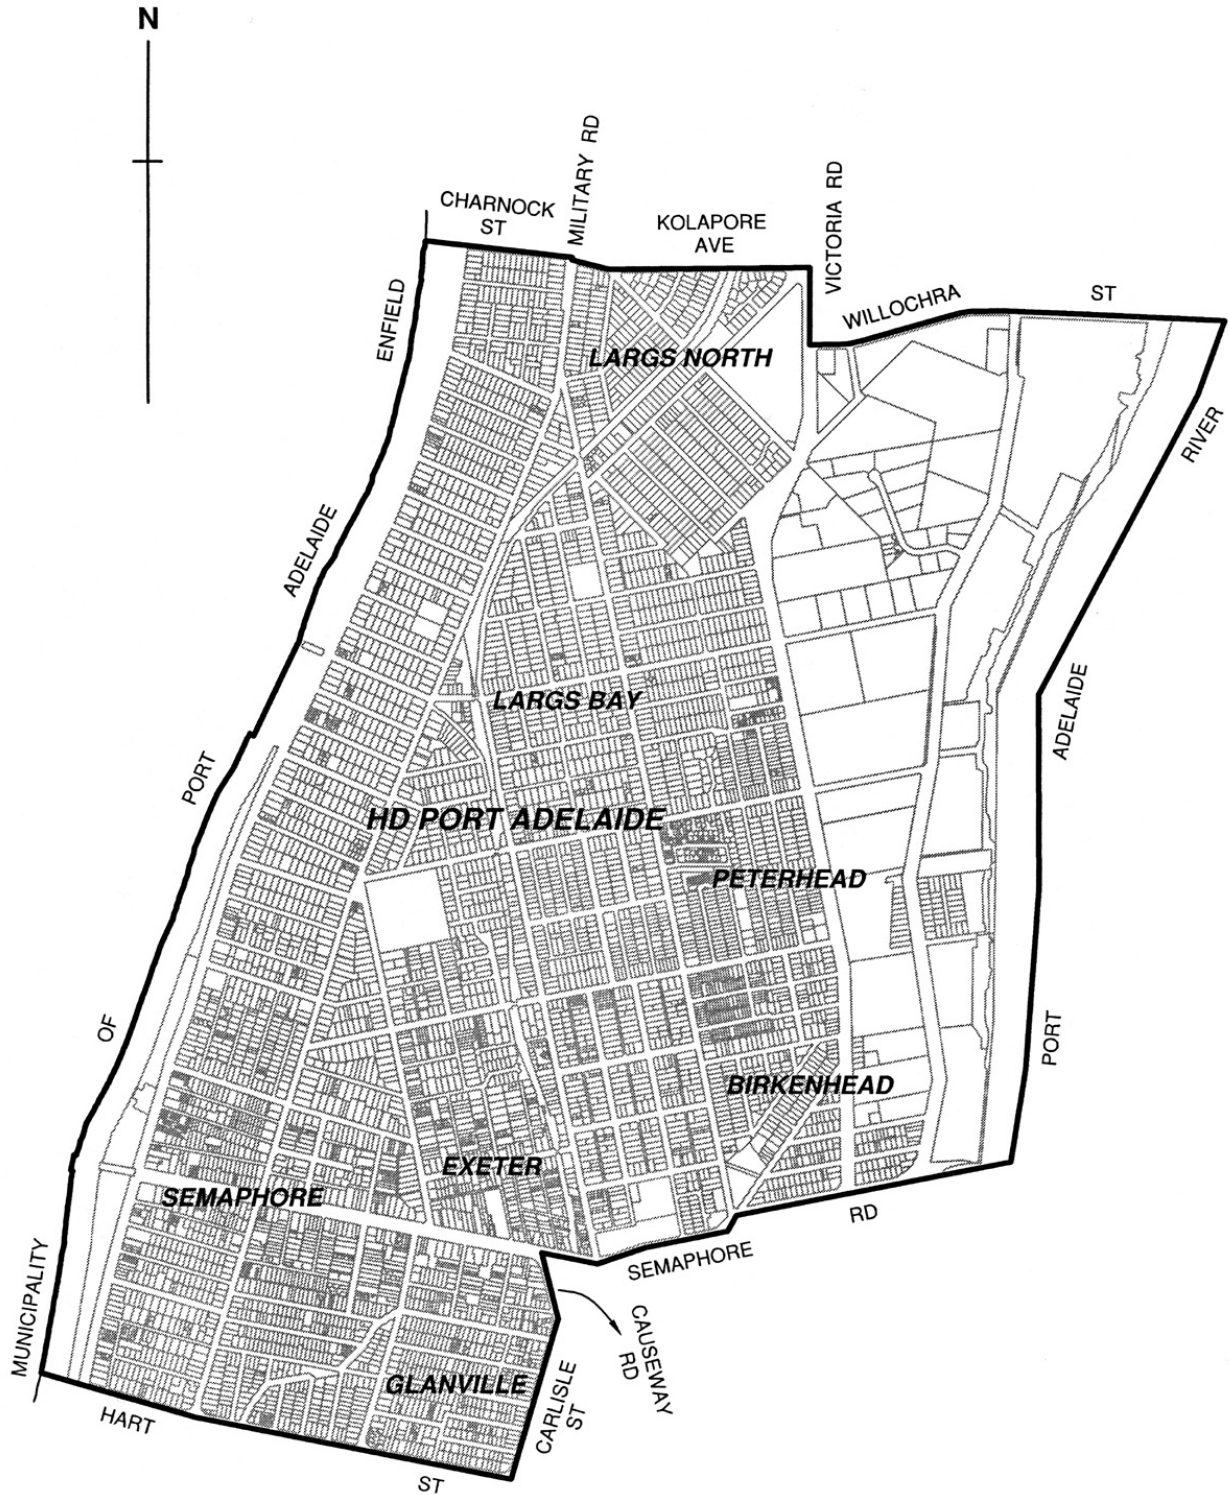 N
MILITARY RD
CHARNOCK
ST
KOLAPORE
AVE
VICTORIA RD
WILLOCHRA
ST
LARGS NORTH
RIVER
ADELAIDE
PORT
MUNICIPALITY
OF
PORT
ADELAIDE
ENFIELD
LARGS BAY
HD PORT ADELAIDE
PETERHEAD
BIRKENHEAD
EXETER
SEMAPHORE
GLANVILLE
SEMAPHORE
RD
CAUSEWAY
RD
CARLISLE
ST
HART
ST